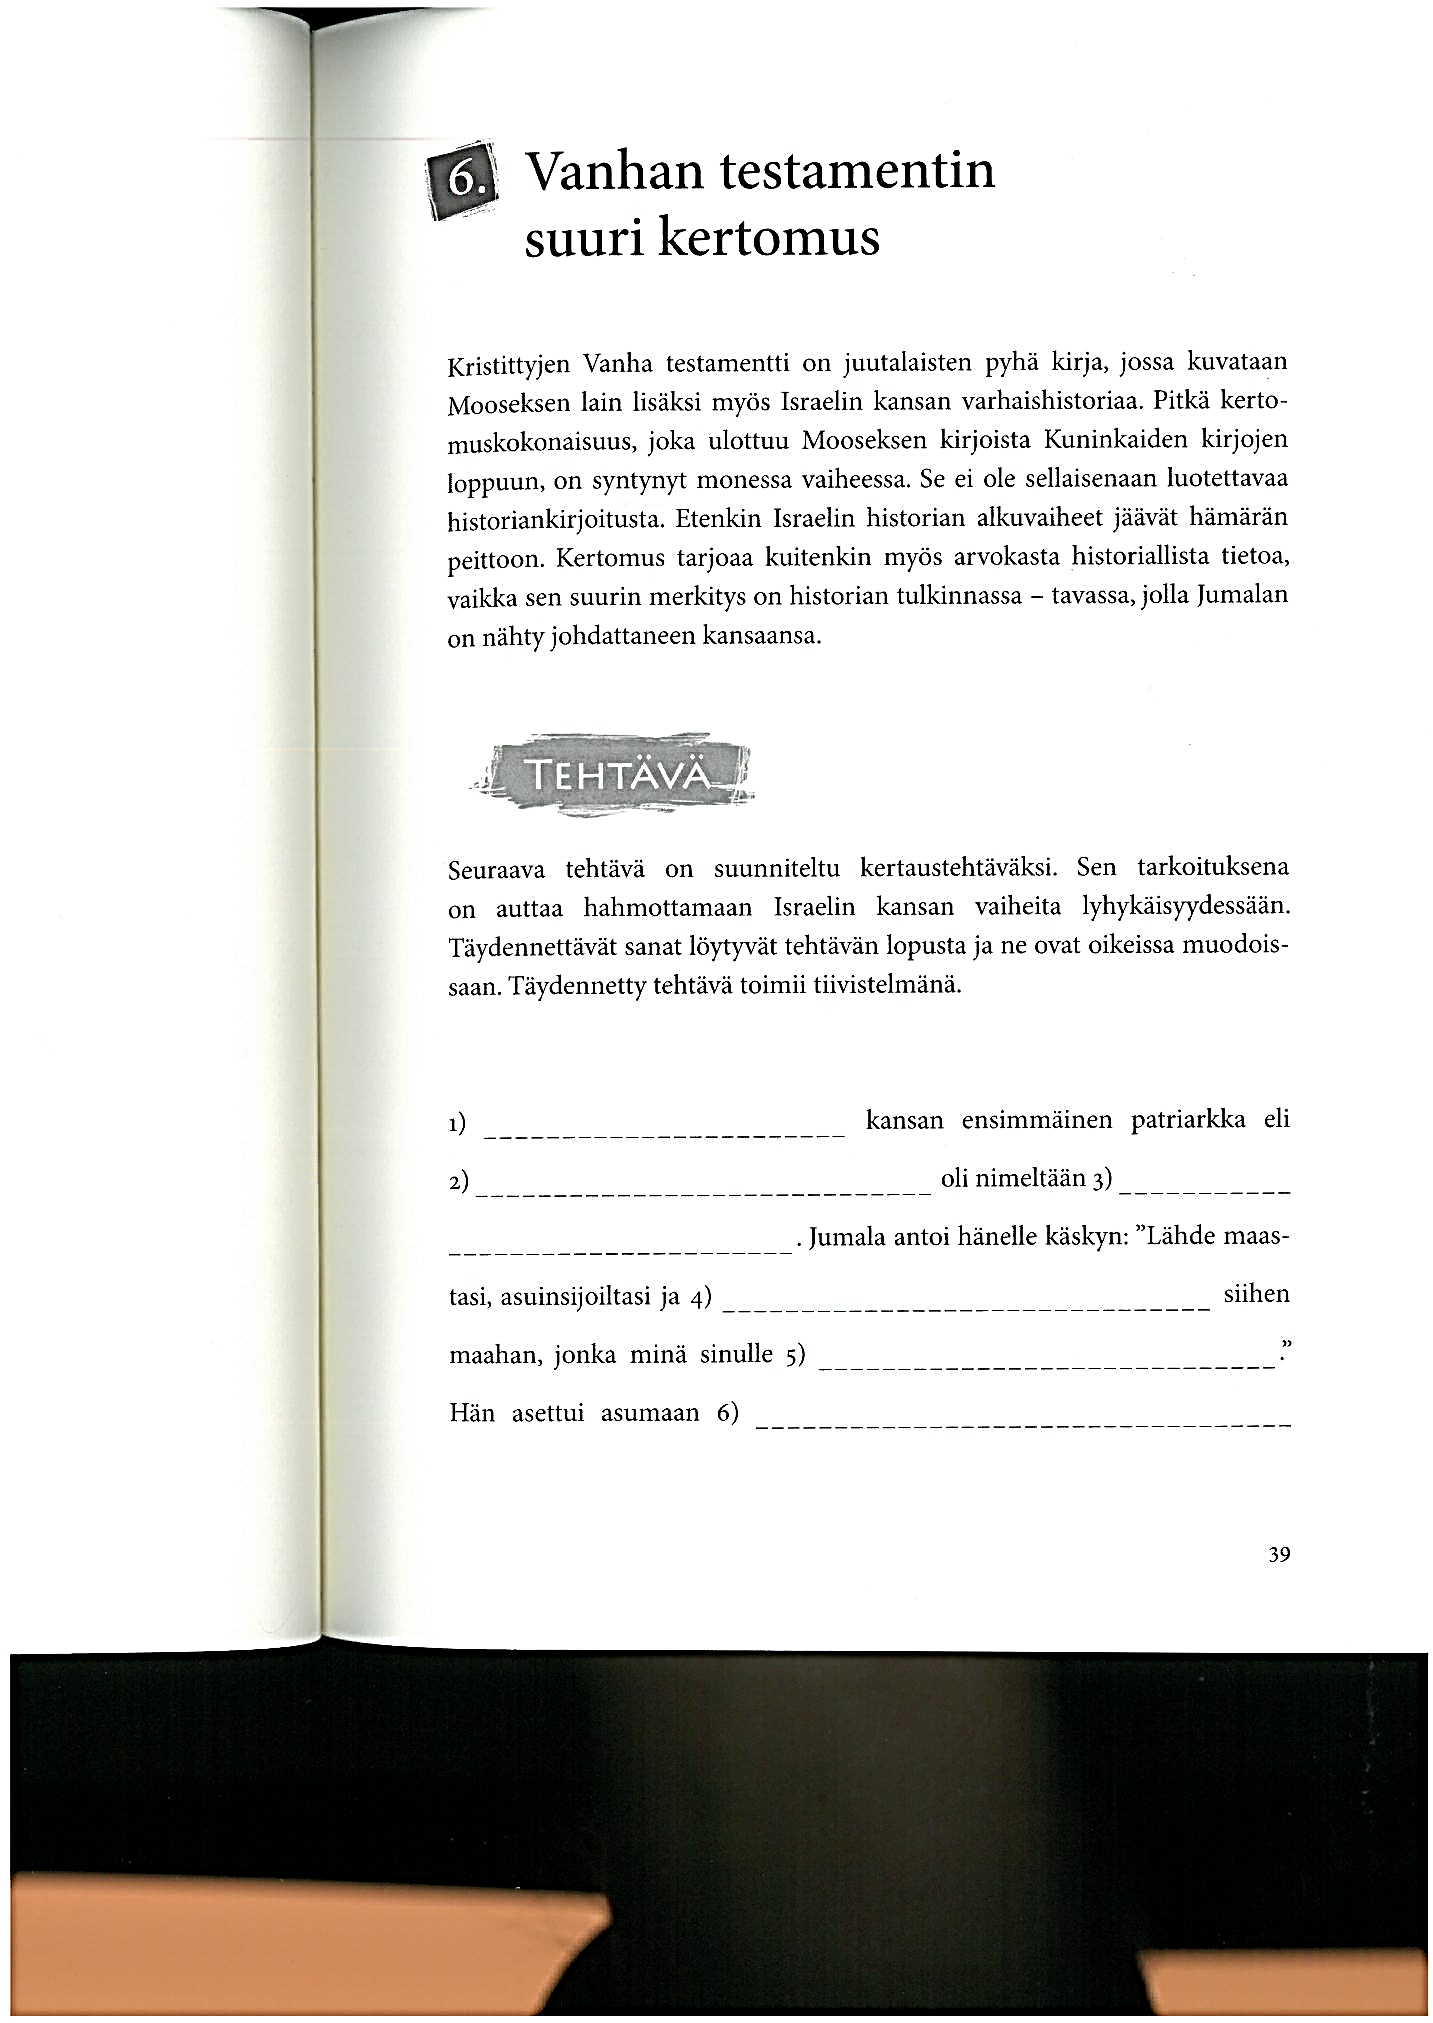 6. Vanhan testamentin
suuri kertomus
Kristittyjen Vanha testamentti on juutalaisten pyhä kirja, jossa kuvataan
Mooseksen lain lisäksi myös Israelin kansan varhaishistoriaa. Pitkä kerto-
muskokonaisuus, joka ulottuu Mooseksen kirjoista Kuninkaiden kirjojen
loppuun, on syntynyt monessa vaiheessa. Se ei ole sellaisenaan luotettavaa
historiankirjoitusta. Etenkin Israelin historian alkuvaiheet jäävät hämärän
peittoon. Kertomus tarjoaa kuitenkin myös arvokasta historiallista tietoa,
vaikka sen suurin merkitys on historian tulkinnassa – tavassa, jolla Jumalan
on nähty johdattaneen kansaansa.
TEHTÄVÄ
Seuraava tehtävä on suunniteltu kertaustehtäväksi. Sen tarkoituksena
on auttaa hahmottamaan Israelin kansan vaiheita lyhykäisyydessään.
Täydennettävät sanat löytyvät tehtävän lopusta ja ne ovat oikeissa muodois-
saan. Täydennetty tehtävä toimii tiivistelmänä.
1) _______________________ kansan ensimmäinen patriarkka eli
2) _____________________________ oli nimeltään 3) ___________
______________________. Jumala antoi hänelle käskyn: ”Lähde maas-
tasi, asuinsijoiltasi ja 4) _______________________________ siihen
maahan, jonka minä sinulle 5) _____________________________.”
Hän asettui asumaan 6) __________________________________
39